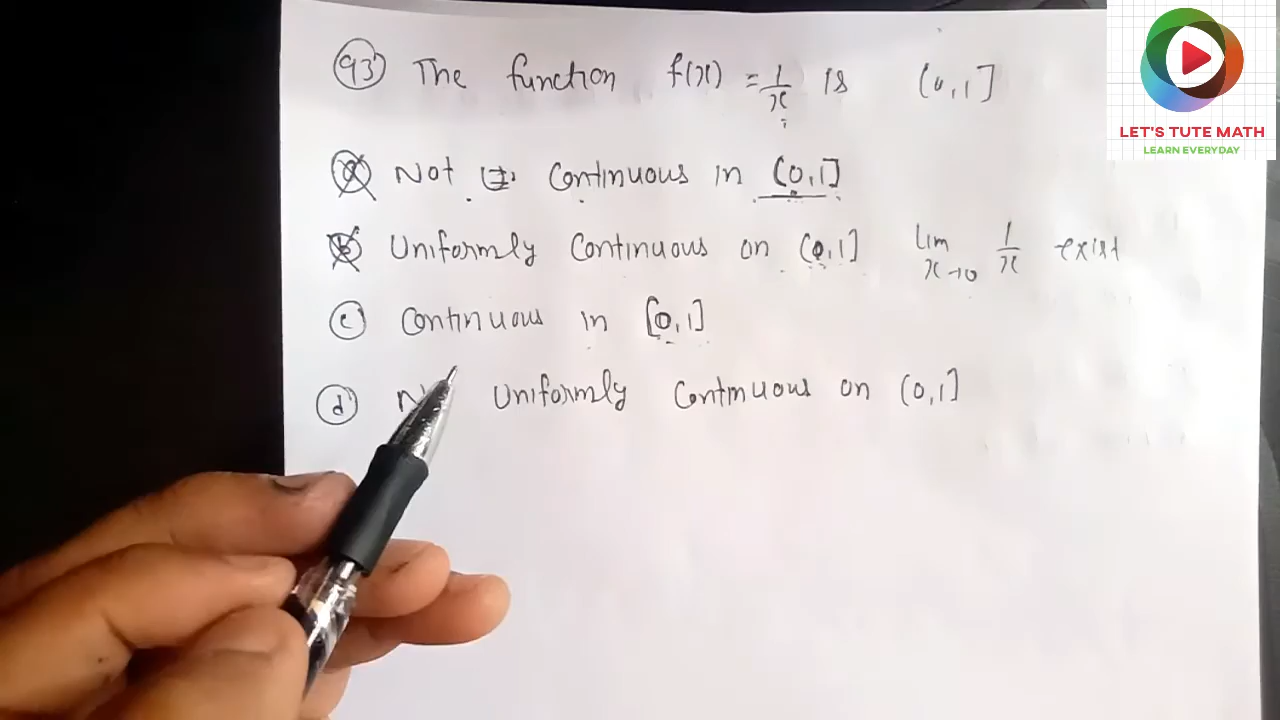 93 The function f(x) = 1/x is (0,1]
LET'S TUTE MATH
LEARN EVERYDAY
a Not continuous in (0,1]
b Uniformly continuous on (0,1] lim x→0 1/x exist
c continuous in [0,1]
d Uniformly continuous on (0,1]